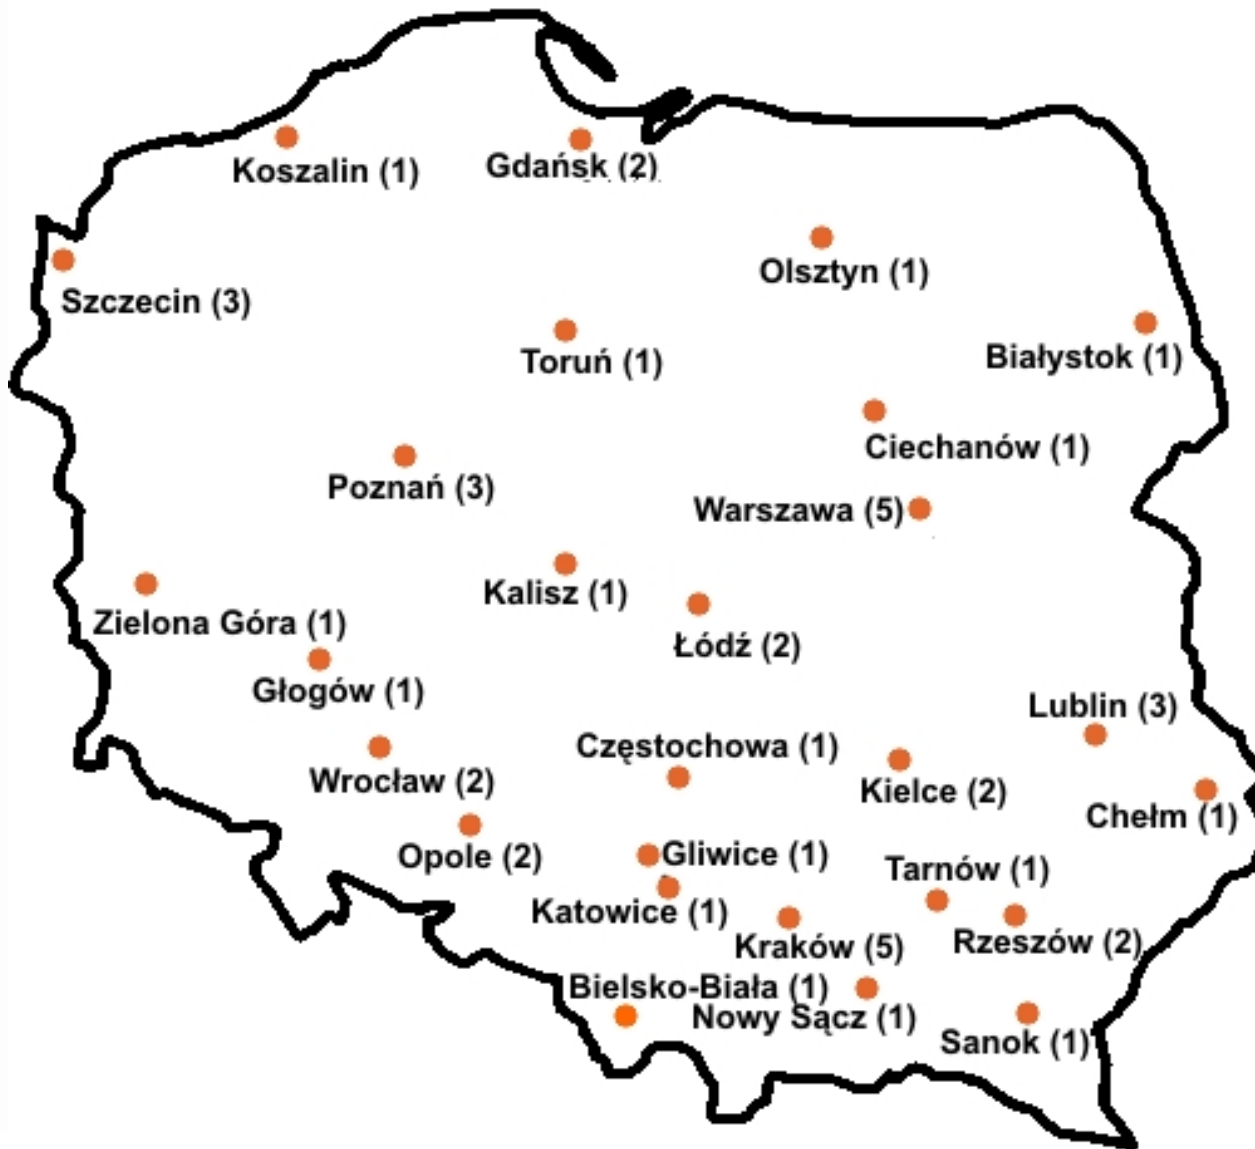 Koszalin (1)
Gdańsk (2)
Olsztyn (1)
Szczecin (3)
Toruń (1)
Białystok (1)
Ciechanów (1)
Poznań (3)
Warszawa (5)
Kalisz (1)
Zielona Góra (1)
Łódź (2)
Głogów (1)
Lublin (3)
Częstochowa (1)
Wrocław (2)
Kielce (2)
Chełm (1)
Opole (2)
Gliwice (1)
Tarnów (1)
Katowice (1)
Kraków (5)
Rzeszów (2)
Bielsko-Biała (1)
Nowy Sącz (1)
Sanok (1)